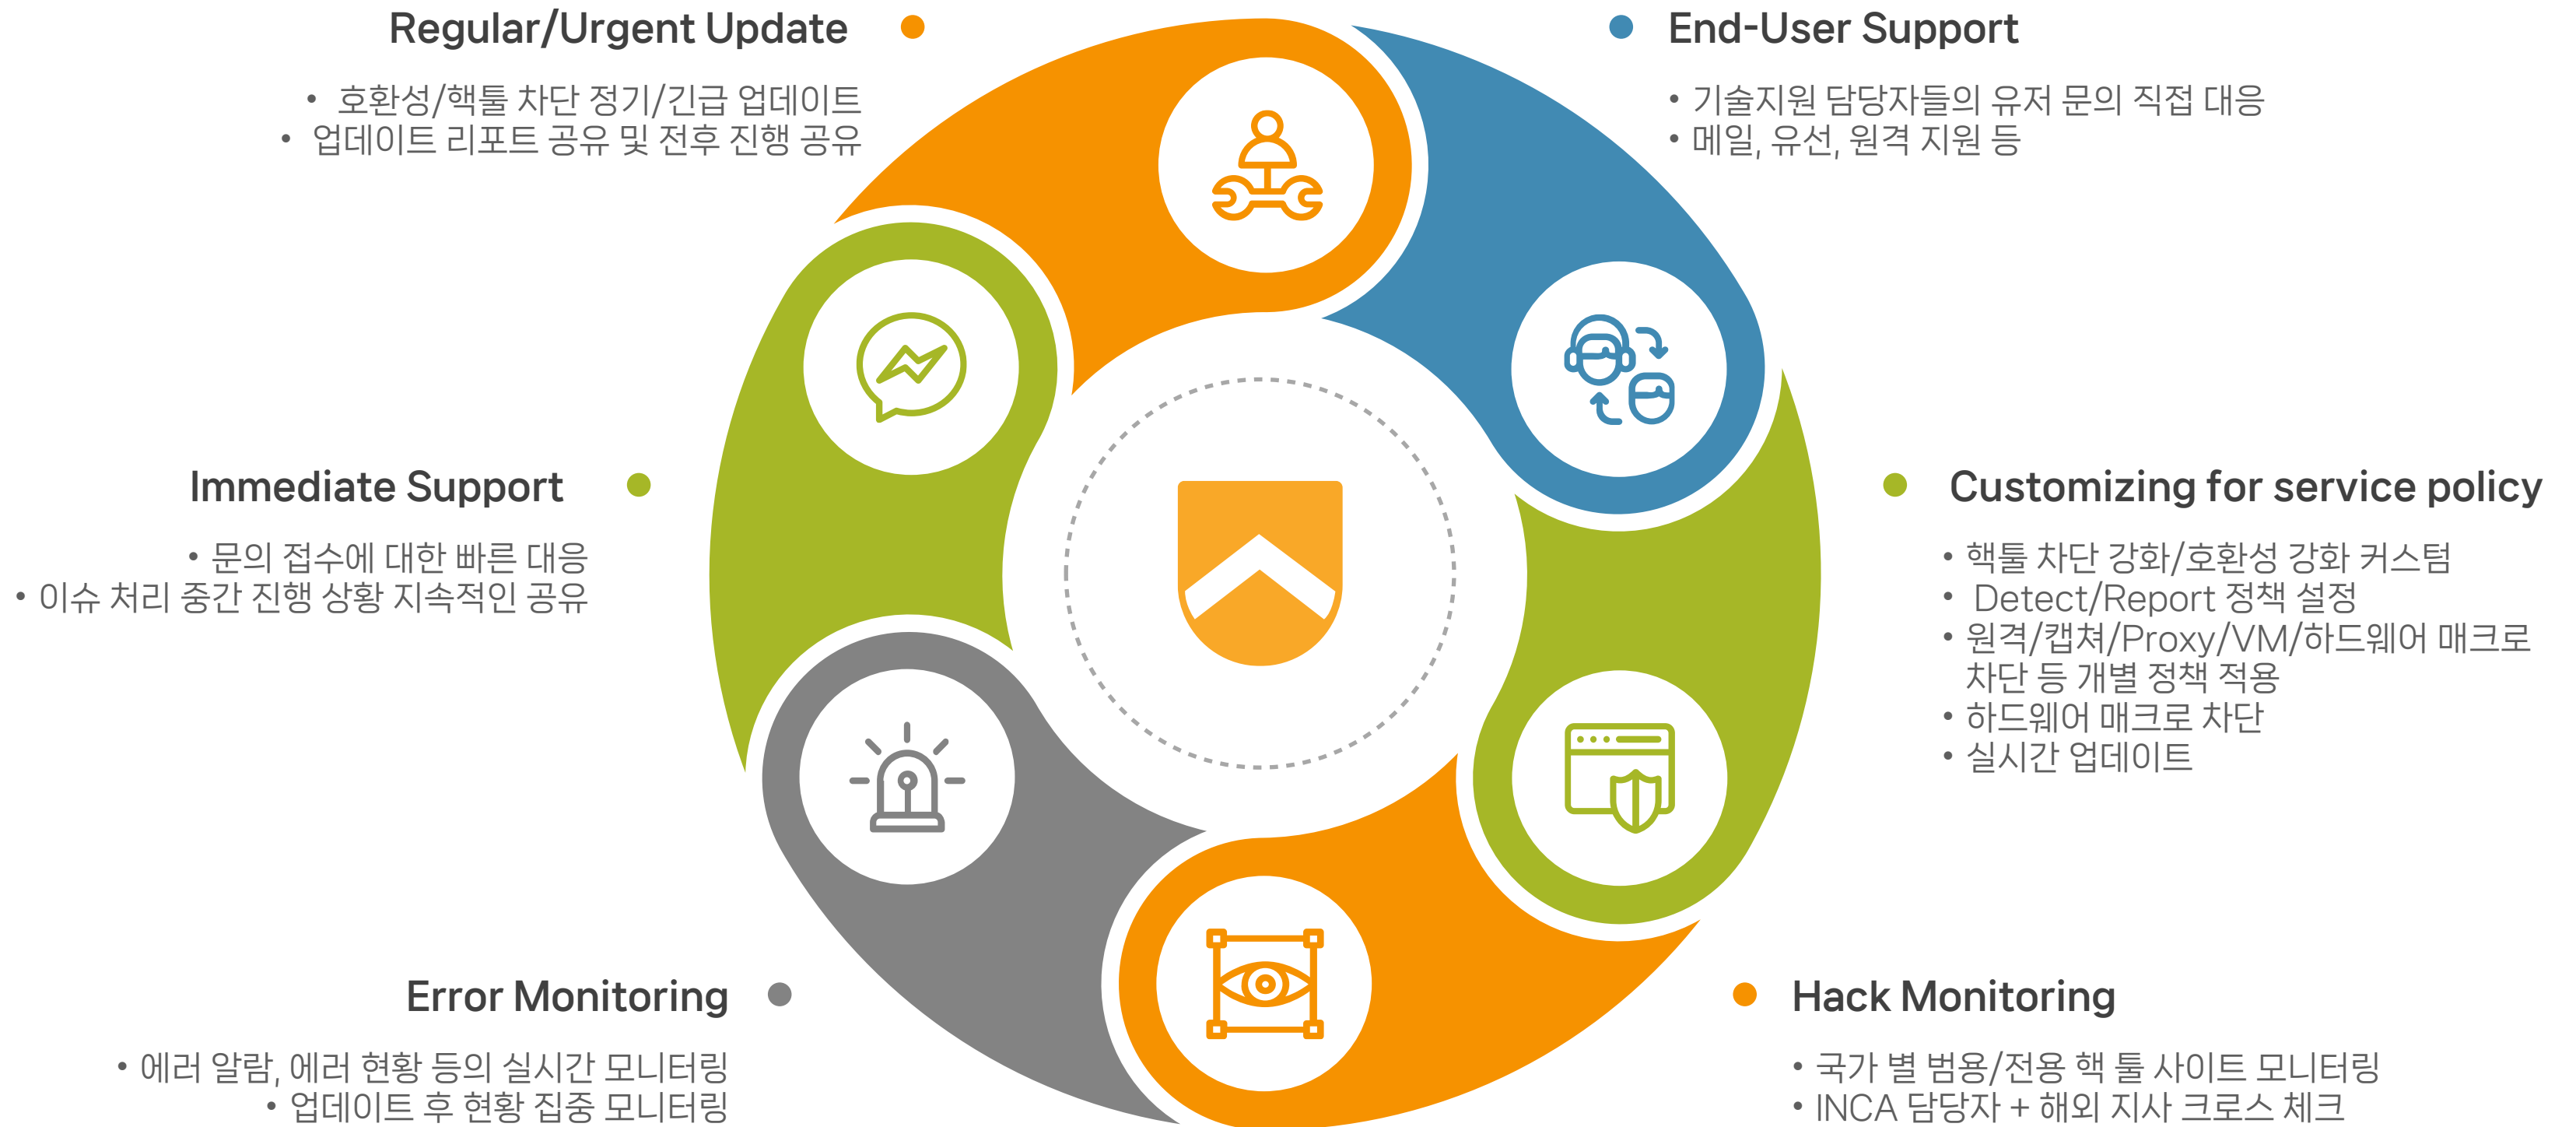 Regular/Urgent Update
• 호환성/핵툴 차단 정기/긴급 업데이트
• 업데이트 리포트 공유 및 전후 진행 공유
End-User Support
• 기술지원 담당자들의 유저 문의 직접 대응
• 메일, 유선, 원격 지원 등
Immediate Support
• 문의 접수에 대한 빠른 대응
• 이슈 처리 중간 진행 상황 지속적인 공유
Customizing for service policy
• 핵툴 차단 강화/호환성 강화 커스텀
• Detect/Report 정책 설정
• 원격/캡쳐/Proxy/VM/하드웨어 매크로
차단 등 개별 정책 적용
• 하드웨어 매크로 차단
• 실시간 업데이트
Error Monitoring
• 에러 알람, 에러 현황 등의 실시간 모니터링
• 업데이트 후 현황 집중 모니터링
Hack Monitoring
• 국가 별 범용/전용 핵 툴 사이트 모니터링
• INCA 담당자 + 해외 지사 크로스 체크